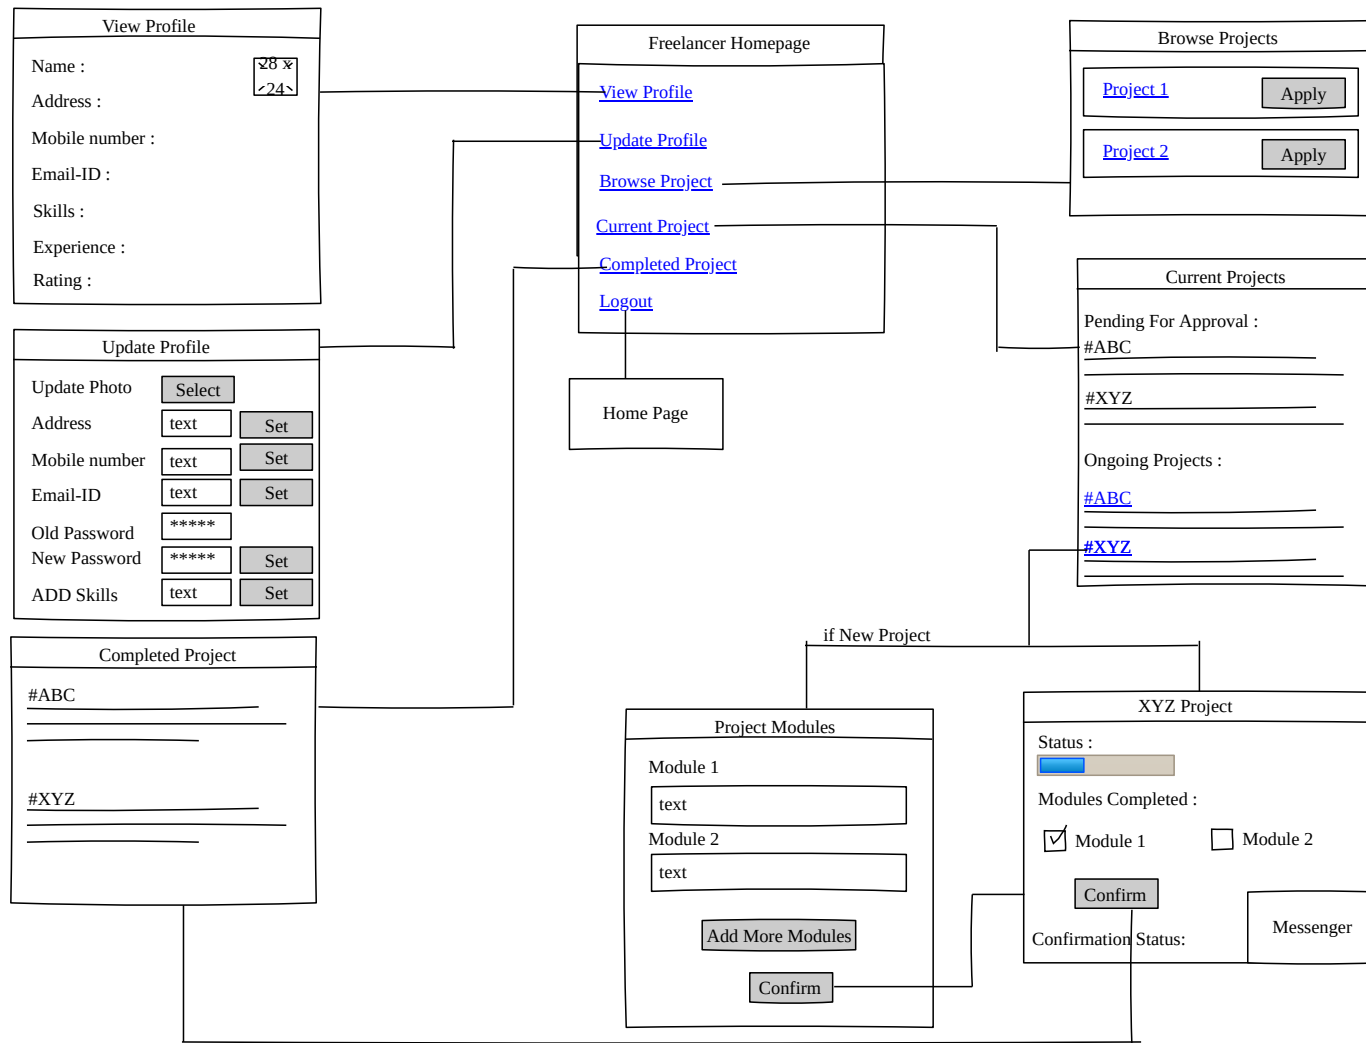 View Profile
Name :
28 x
24
Address :
Mobile number :
Email-ID :
Skills :
Experience :
Rating :
Freelancer Homepage
View Profile
Update Profile
Browse Project
Current Project
Completed Project
Logout
Home Page
Browse Projects
Project 1 Apply
Project 2 Apply
Current Projects
Pending For Approval :
#ABC
#XYZ
Ongoing Projects :
#ABC
#XYZ
Update Profile
Update Photo Select
Address text Set
Mobile number text Set
Email-ID text Set
Old Password *****
New Password ***** Set
ADD Skills text Set
Completed Project
#ABC
#XYZ
if New Project
Project Modules
Module 1
text
Module 2
text
Add More Modules
Confirm
XYZ Project
Status :
Modules Completed :
Module 1 Module 2
Confirm
Confirmation Status:
Messenger